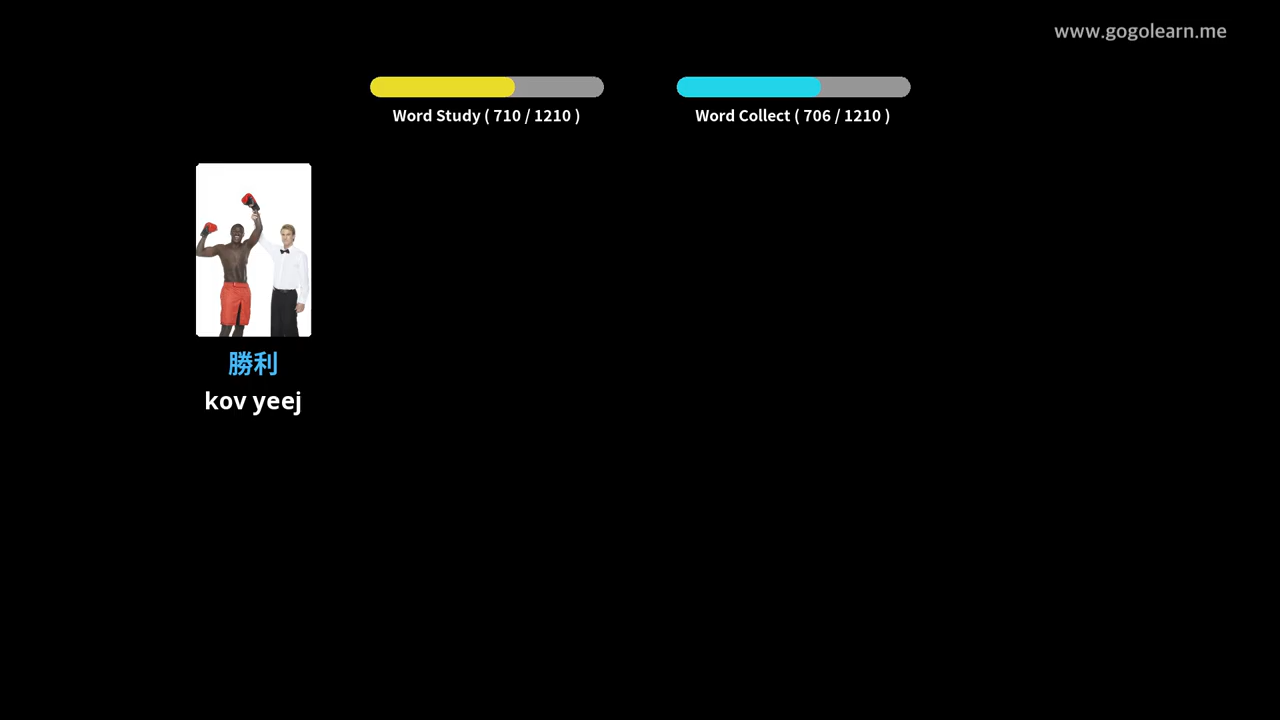 www.gogolearn.me
Word Study ( 710 / 1210 )
Word Collect ( 706 / 1210 )
勝利
kov yeej